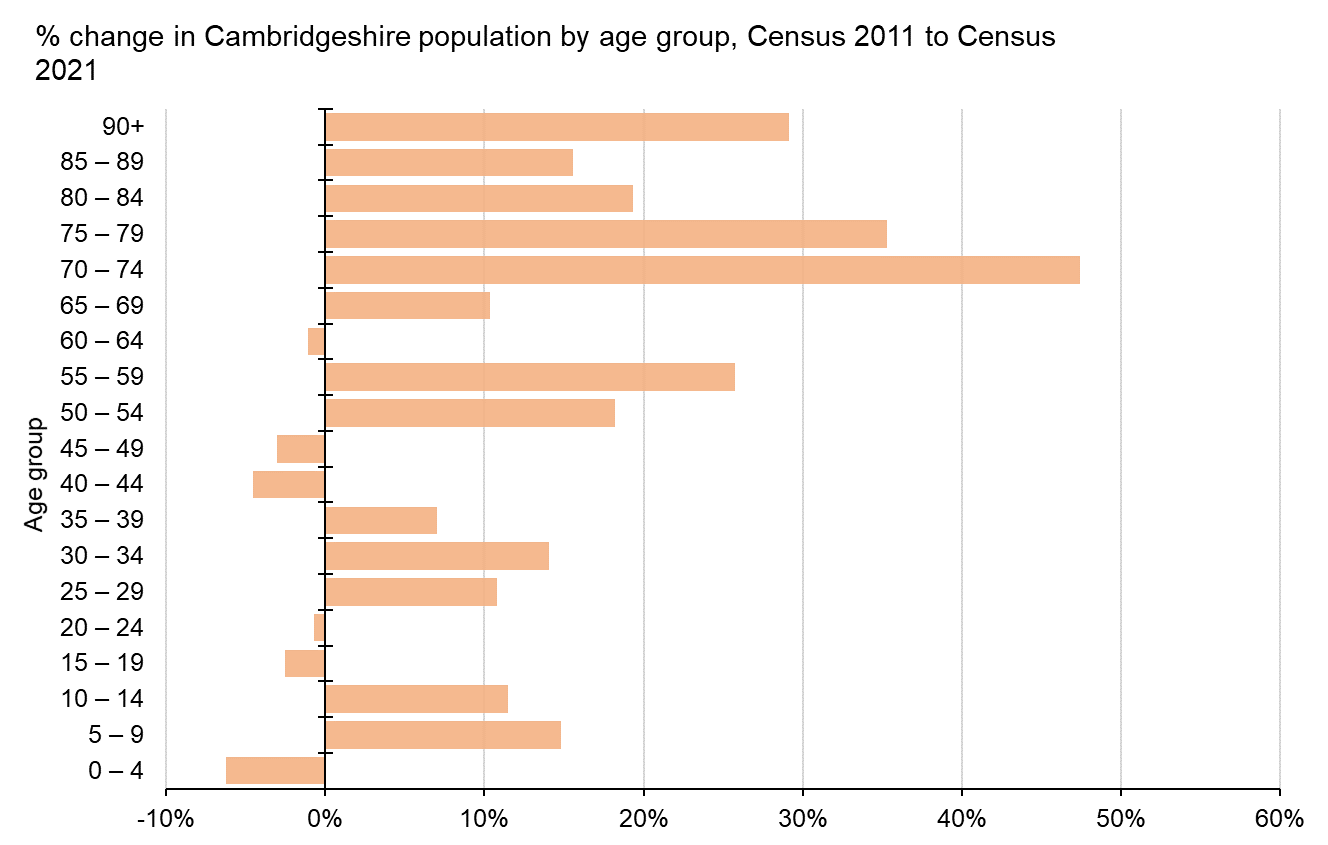 % change in Cambridgeshire population by age group, Census 2011 to Census
2021
90+
85 – 89
80 – 84
75 – 79
70 – 74
65 – 69
60 – 64
55 – 59
50 – 54
45 – 49
40 – 44
35 – 39
30 – 34
25 – 29
20 – 24
15 – 19
10 – 14
5 – 9
0 – 4
Age group
-10% 0% 10% 20% 30% 40% 50% 60%